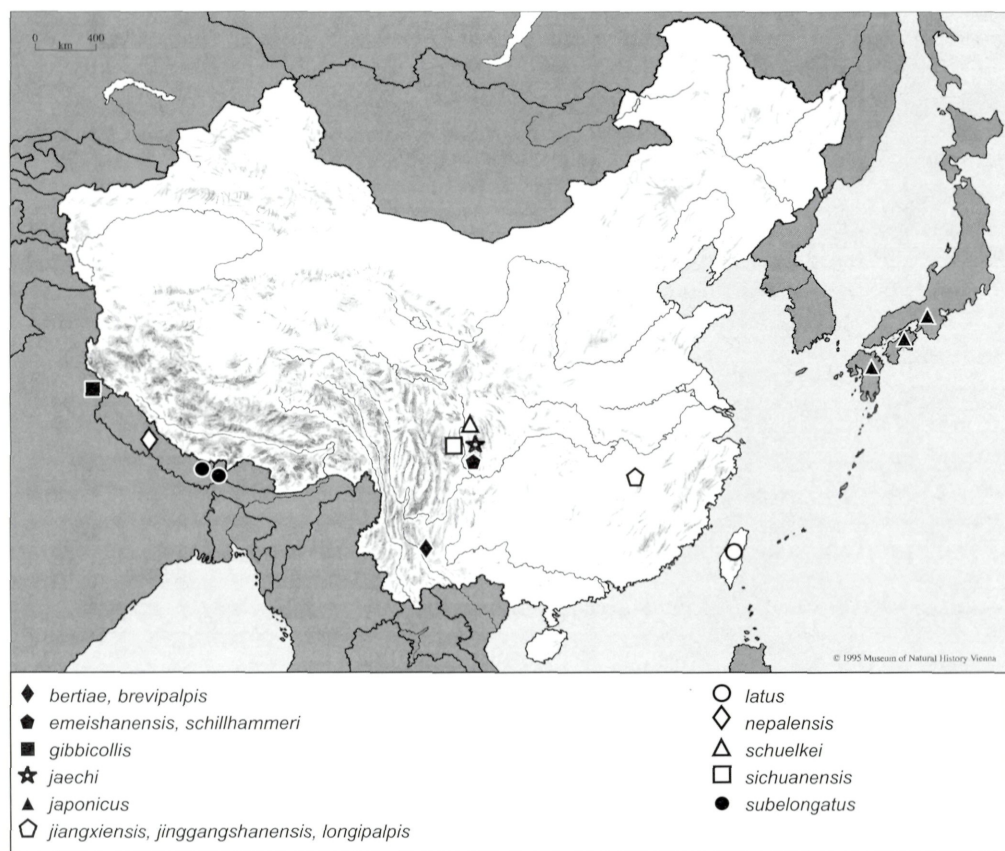 0 400
km
© 1995 Museum of Natural History Vienna
bertiae, brevipalpis
emeishanensis, schillhammeri
gibbicollis
jaechi
japonicus
jiangxiensis, jinggangshanensis, longipalpis
latus
nepalensis
schuelkei
sichuanensis
subelongatus